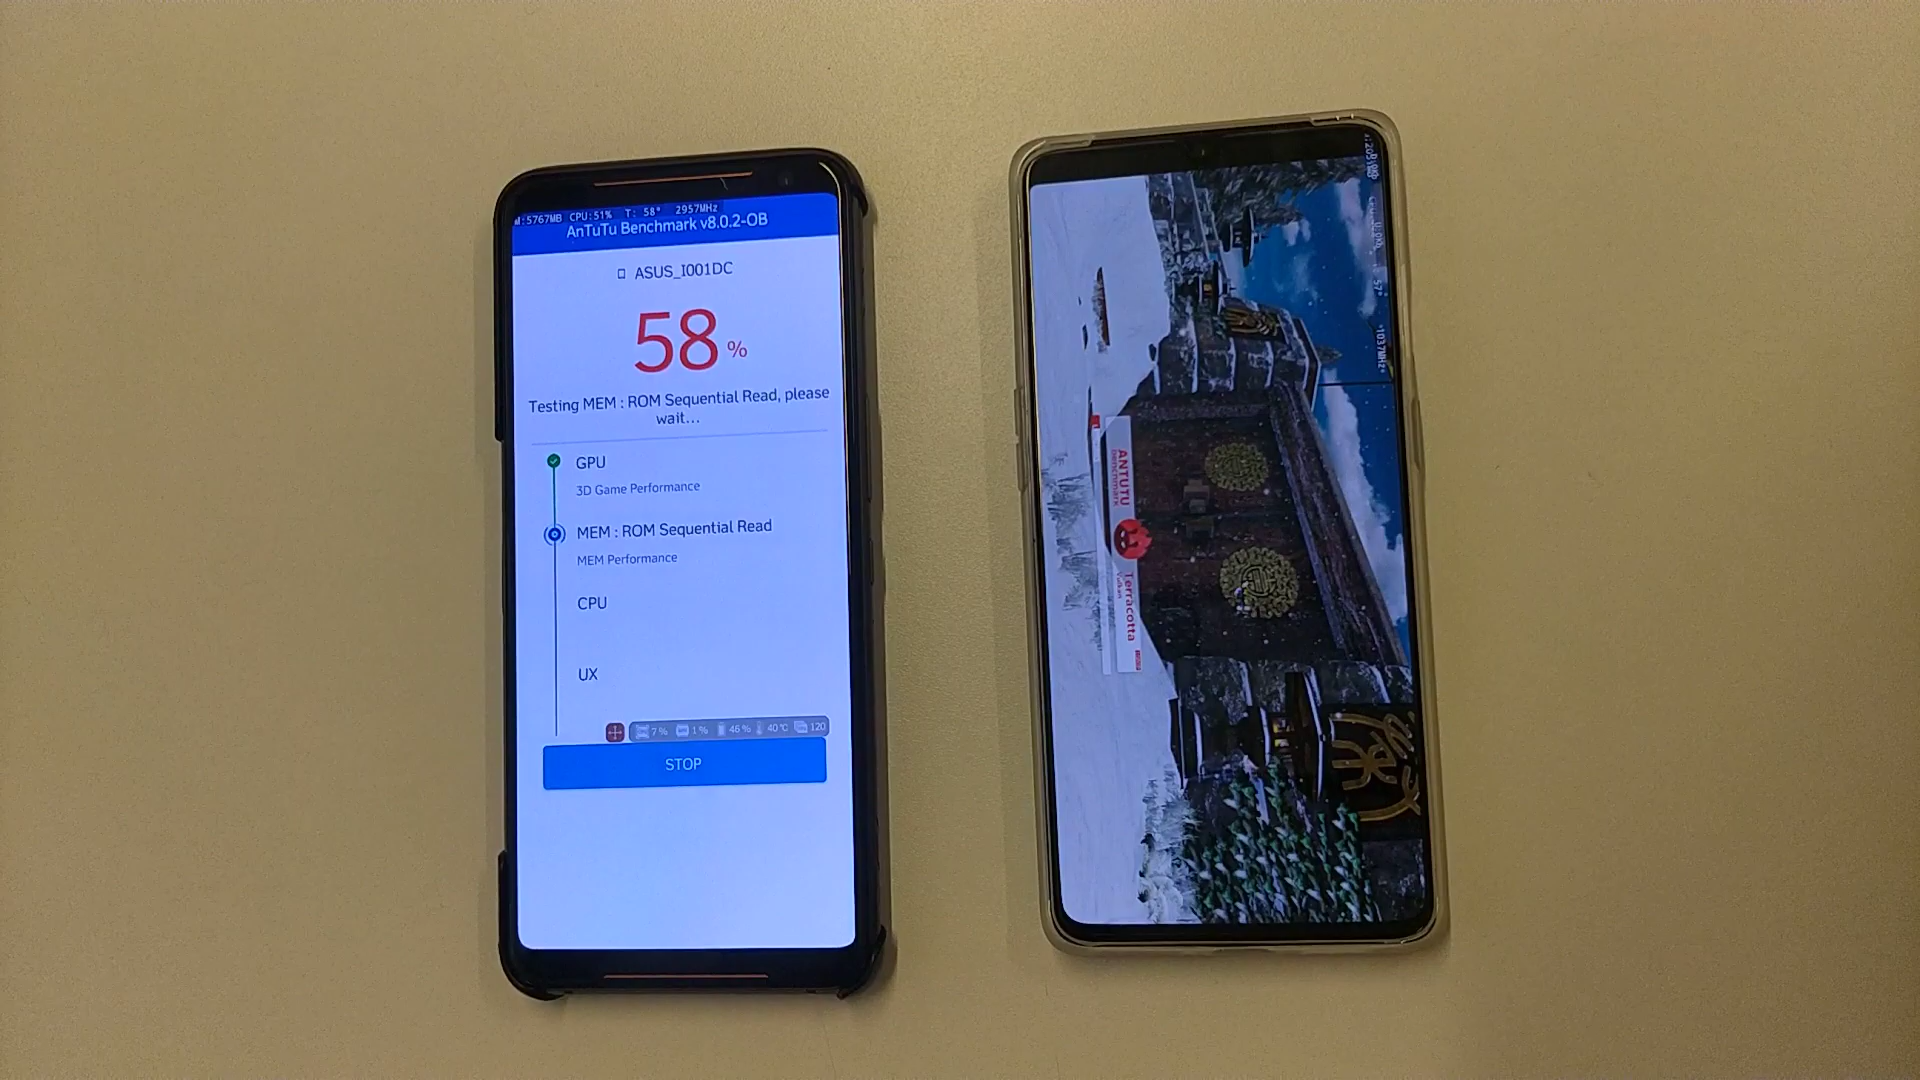 :5767MB CPU:51% T: 58° 2957MHz
AnTuTu Benchmark v8.0.2-OB
ASUS_I001DC
58 %
Testing MEM : ROM Sequential Read, please
wait...
GPU
3D Game Performance
MEM : ROM Sequential Read
MEM Performance
CPU
UX
7 % 1 % 46 % 40°C 120
STOP
57°
ANTUTU
benchmark
Terracotta
Vulkan